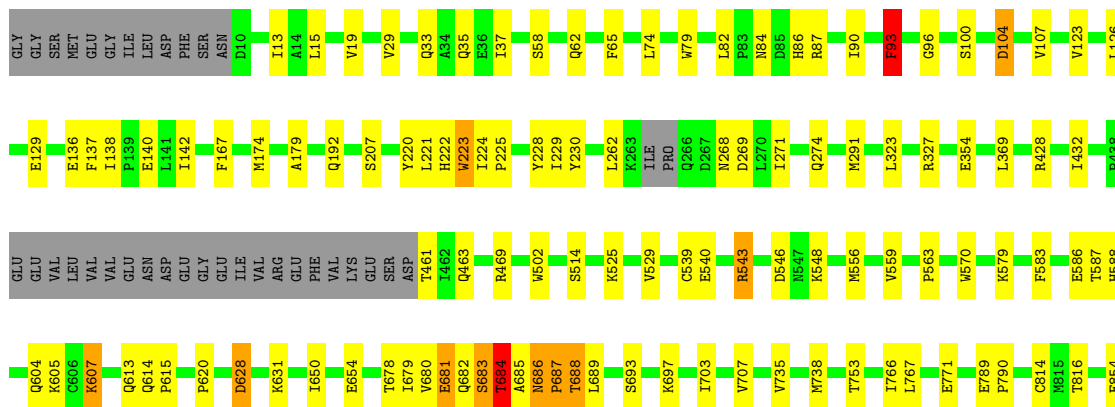 GLY GLY SER MET GLU GLY ILE LEU ASP PHE SER ASN D10 I13 A14 L15 V19 V29 Q33 A34 Q35 E36 I37 S58 Q62 F65 L74 W79 L82 P83 N84 D85 H86 R87 I90 F93 G96 S100 D104 V107 V123 L126
E129 E136 F137 I138 P139 E140 L141 I142 F167 M174 A179 Q192 S207 Y220 L221 H222 W223 I224 P225 Y228 I229 Y230 L262 K263 ILE PRO Q266 D267 N268 D269 L270 I271 Q274 M291 L323 R327 E354 L369 R428 I432 P438
GLU GLU VAL LEU VAL VAL GLU ASN ASP GLU GLY GLU ILE VAL ARG GLU PHE VAL LYS GLU SER ASP T461 I462 Q463 R469 W502 S514 K525 V529 C539 E540 R543 D546 N547 K548 M556 V559 P563 W570 K579 F583 E586 T587 H588
Q604 K605 C606 K607 Q613 Q614 P615 P620 D628 K631 I650 E654 T678 I679 V680 E681 Q682 S683 T684 A685 N686 P687 T688 L689 S693 K697 I703 V707 V735 M738 T753 I766 L767 E771 E789 P790 C814 M815 T816